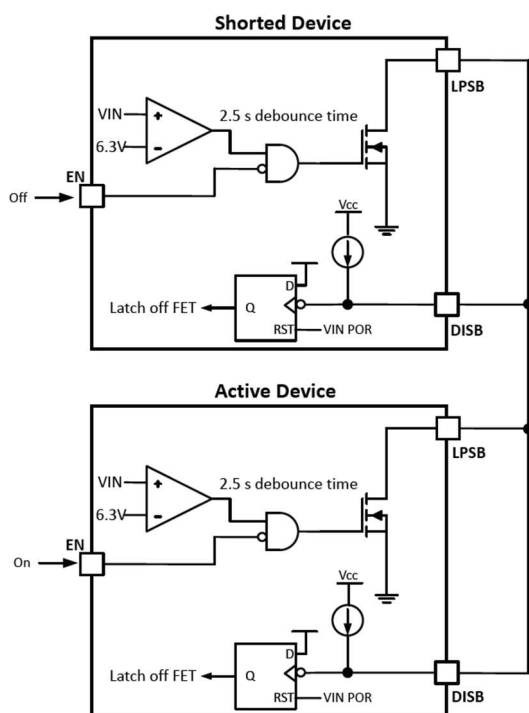 Shorted Device
LPSB
VIN
2.5 s debounce time
6.3V
EN
Off
Vcc
D
Latch off FET
Q
RST
VIN POR
DISB
Active Device
LPSB
VIN
2.5 s debounce time
6.3V
EN
On
Vcc
D
Latch off FET
Q
RST
VIN POR
DISB